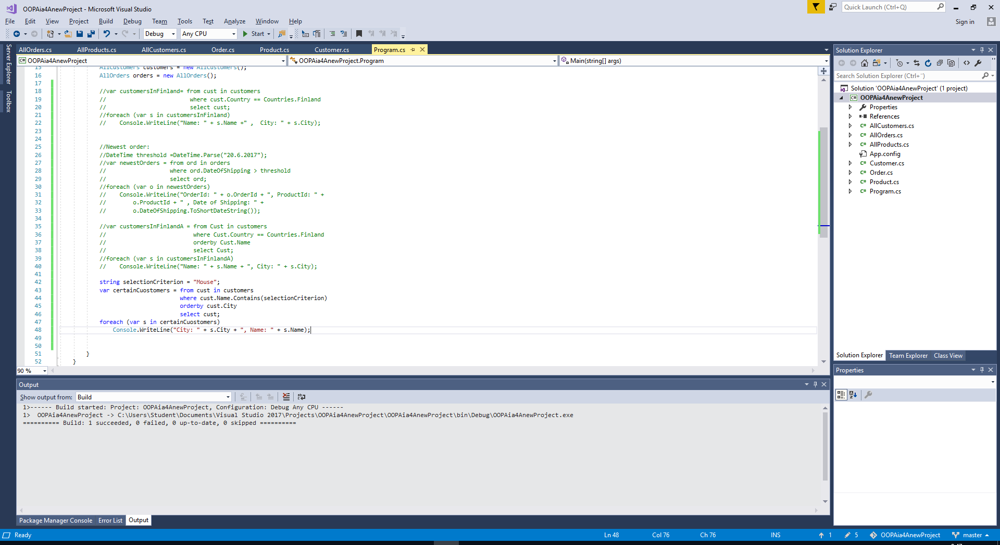 OOPAia4AnewProject - Microsoft Visual Studio
Quick Launch (Ctrl+Q)
File Edit View Project Build Debug Team Tools Test Analyze Window Help
Sign in
Debug Any CPU Start
Server Explorer
Toolbox
AllOrders.cs AllProducts.cs AllCustomers.cs Order.cs Product.cs Customer.cs Program.cs
C# OOPAia4AnewProject OOPAia4AnewProject.Program Main(string[] args)
15 AllCustomers customers = new AllCustomers();
16 AllOrders orders = new AllOrders();
17
18 //var customersInFinland= from cust in customers
19 // where cust.Country == Countries.Finland
20 // select cust;
21 //foreach (var s in customersInFinland)
22 // Console.WriteLine("Name: " + s.Name +" , City: " + s.City);
23
24
25 //Newest order:
26 //DateTime threshold =DateTime.Parse("20.6.2017");
27 //var newestOrders = from ord in orders
28 // where ord.DateOfShipping > threshold
29 // select ord;
30 //foreach (var o in newestOrders)
31 // Console.WriteLine("OrderId: " + o.OrderId + ", ProductId: " +
32 // o.ProductId + " , Date of Shipping: " +
33 // o.DateOfShipping.ToShortDateString());
34
35 //var customersInFinlandA = from Cust in customers
36 // where Cust.Country == Countries.Finland
37 // orderby Cust.Name
38 // select Cust;
39 //foreach (var s in customersInFinlandA)
40 // Console.WriteLine("Name: " + s.Name + ", City: " + s.City);
41
42 string selectionCriterion = "Mouse";
43 var certainCuostomers = from cust in customers
44 where cust.Name.Contains(selectionCriterion)
45 orderby cust.City
46 select cust;
47 foreach (var s in certainCuostomers)
48 Console.WriteLine("City: " + s.City + ", Name: " + s.Name);
49
50
51 }
52 }
90 %
Output
Show output from: Build
1>------ Build started: Project: OOPAia4AnewProject, Configuration: Debug Any CPU ------
1> OOPAia4AnewProject -> C:\Users\Student\Documents\Visual Studio 2017\Projects\OOPAia4AnewProject\OOPAia4AnewProject\bin\Debug\OOPAia4AnewProject.exe
========== Build: 1 succeeded, 0 failed, 0 up-to-date, 0 skipped ==========
Package Manager Console Error List Output
Solution Explorer
Search Solution Explorer (Ctrl+¨)
Solution 'OOPAia4AnewProject' (1 project)
C# OOPAia4AnewProject
Properties
References
C# AllCustomers.cs
C# AllOrders.cs
C# AllProducts.cs
App.config
C# Customer.cs
C# Order.cs
C# Product.cs
C# Program.cs
Solution Explorer Team Explorer Class View
Properties
Ready Ln 48 Col 76 Ch 76 INS 1 5 OOPAia4AnewProject master